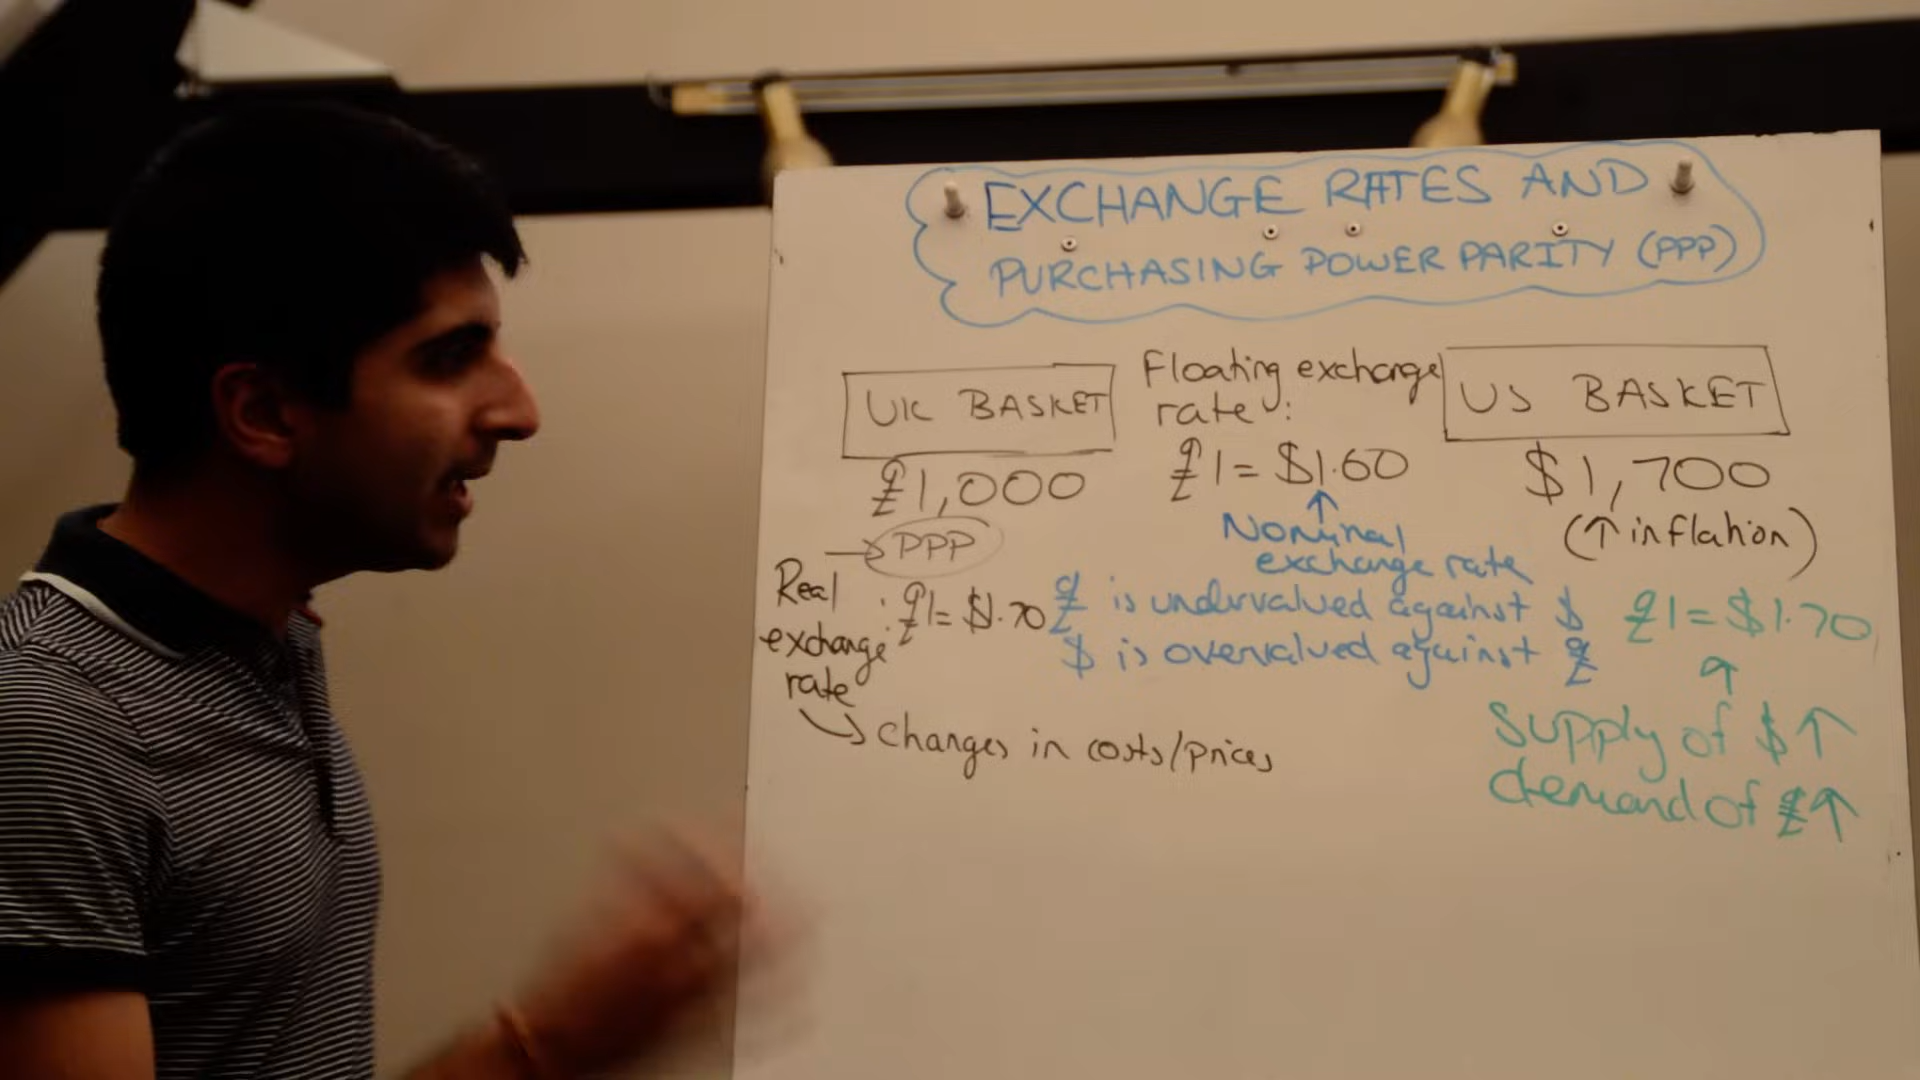 EXCHANGE RATES AND
PURCHASING POWER PARITY (PPP)
UK BASKET
£1,000
Floating exchange
rate:
£1 = $1.60
↑
Nominal
exchange rate
US BASKET
$1,700
(↑ inflation)
→ PPP
Real
exchange
rate
: £1 = $1.70
£ is undervalued against $
$ is overvalued against £
£1 = $1.70
↑
Supply of $ ↑
demand of £ ↑
↳ changes in costs/prices